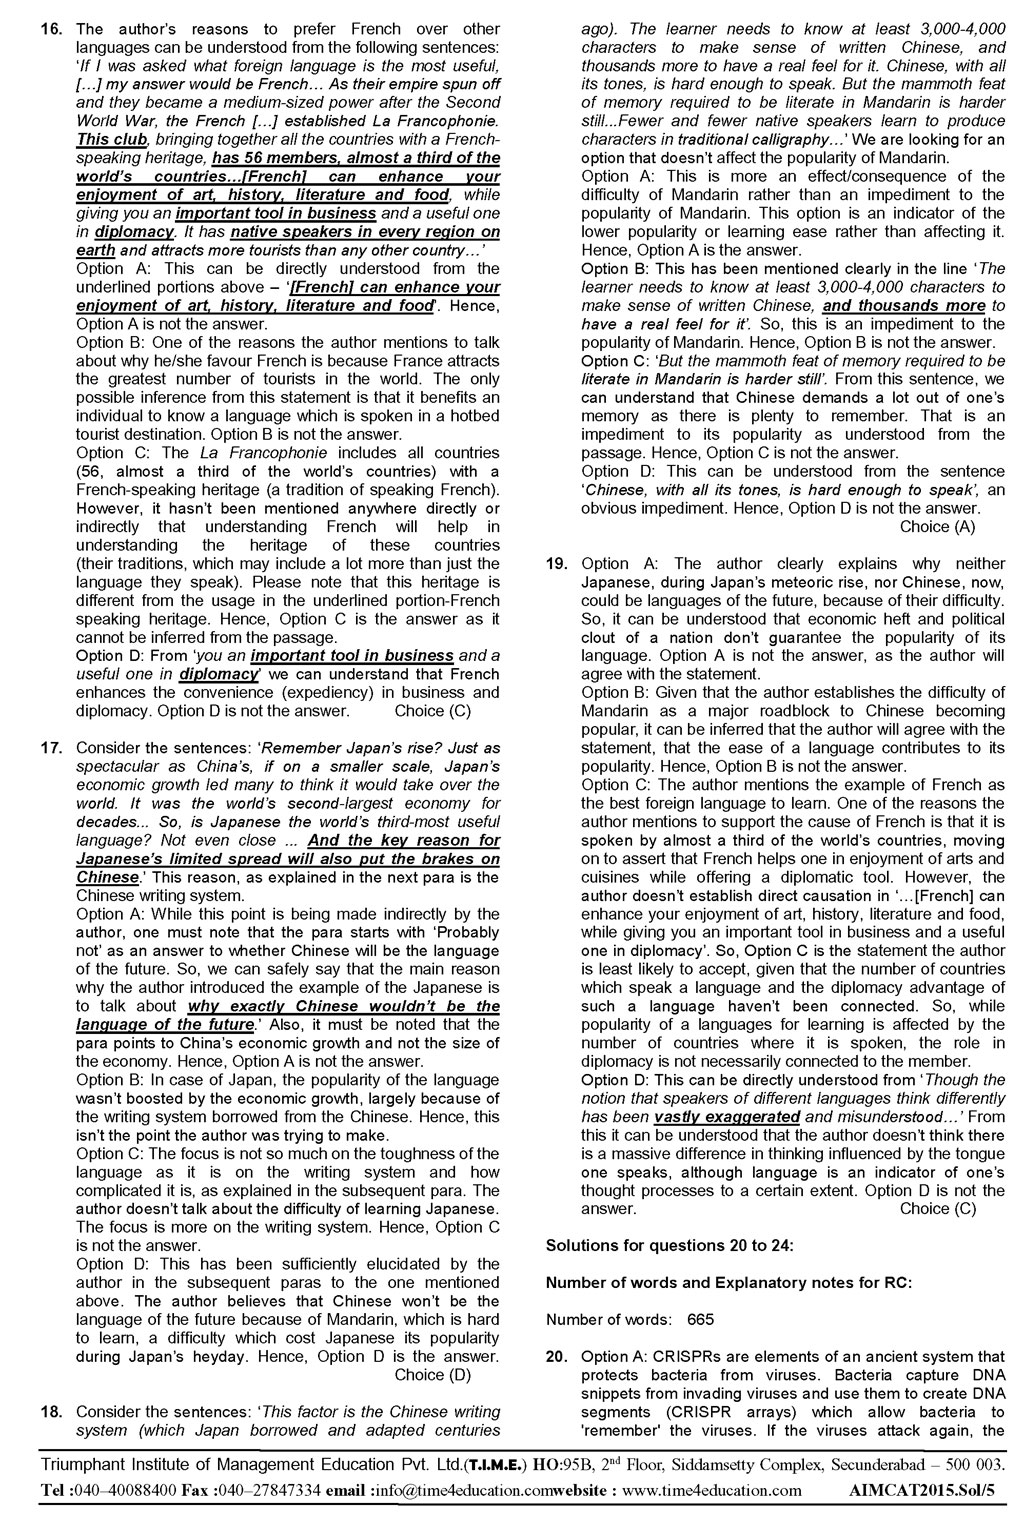 16. The author's reasons to prefer French over other
languages can be understood from the following sentences:
'If I was asked what foreign language is the most useful,
[…] my answer would be French… As their empire spun off
and they became a medium-sized power after the Second
World War, the French […] established La Francophonie.
This club, bringing together all the countries with a French-
speaking heritage, has 56 members, almost a third of the
world's countries…[French] can enhance your
enjoyment of art, history, literature and food, while
giving you an important tool in business and a useful one
in diplomacy. It has native speakers in every region on
earth and attracts more tourists than any other country…'
Option A: This can be directly understood from the
underlined portions above – '[French] can enhance your
enjoyment of art, history, literature and food'. Hence,
Option A is not the answer.
Option B: One of the reasons the author mentions to talk
about why he/she favour French is because France attracts
the greatest number of tourists in the world. The only
possible inference from this statement is that it benefits an
individual to know a language which is spoken in a hotbed
tourist destination. Option B is not the answer.
Option C: The La Francophonie includes all countries
(56, almost a third of the world's countries) with a
French-speaking heritage (a tradition of speaking French).
However, it hasn't been mentioned anywhere directly or
indirectly that understanding French will help in
understanding the heritage of these countries
(their traditions, which may include a lot more than just the
language they speak). Please note that this heritage is
different from the usage in the underlined portion-French
speaking heritage. Hence, Option C is the answer as it
cannot be inferred from the passage.
Option D: From 'you an important tool in business and a
useful one in diplomacy' we can understand that French
enhances the convenience (expediency) in business and
diplomacy. Option D is not the answer. Choice (C)
17. Consider the sentences: 'Remember Japan's rise? Just as
spectacular as China's, if on a smaller scale, Japan's
economic growth led many to think it would take over the
world. It was the world's second-largest economy for
decades... So, is Japanese the world's third-most useful
language? Not even close ... And the key reason for
Japanese's limited spread will also put the brakes on
Chinese.' This reason, as explained in the next para is the
Chinese writing system.
Option A: While this point is being made indirectly by the
author, one must note that the para starts with 'Probably
not' as an answer to whether Chinese will be the language
of the future. So, we can safely say that the main reason
why the author introduced the example of the Japanese is
to talk about why exactly Chinese wouldn't be the
language of the future.' Also, it must be noted that the
para points to China's economic growth and not the size of
the economy. Hence, Option A is not the answer.
Option B: In case of Japan, the popularity of the language
wasn't boosted by the economic growth, largely because of
the writing system borrowed from the Chinese. Hence, this
isn't the point the author was trying to make.
Option C: The focus is not so much on the toughness of the
language as it is on the writing system and how
complicated it is, as explained in the subsequent para. The
author doesn't talk about the difficulty of learning Japanese.
The focus is more on the writing system. Hence, Option C
is not the answer.
Option D: This has been sufficiently elucidated by the
author in the subsequent paras to the one mentioned
above. The author believes that Chinese won't be the
language of the future because of Mandarin, which is hard
to learn, a difficulty which cost Japanese its popularity
during Japan's heyday. Hence, Option D is the answer.
Choice (D)
18. Consider the sentences: 'This factor is the Chinese writing
system (which Japan borrowed and adapted centuries
ago). The learner needs to know at least 3,000-4,000
characters to make sense of written Chinese, and
thousands more to have a real feel for it. Chinese, with all
its tones, is hard enough to speak. But the mammoth feat
of memory required to be literate in Mandarin is harder
still...Fewer and fewer native speakers learn to produce
characters in traditional calligraphy…' We are looking for an
option that doesn't affect the popularity of Mandarin.
Option A: This is more an effect/consequence of the
difficulty of Mandarin rather than an impediment to the
popularity of Mandarin. This option is an indicator of the
lower popularity or learning ease rather than affecting it.
Hence, Option A is the answer.
Option B: This has been mentioned clearly in the line 'The
learner needs to know at least 3,000-4,000 characters to
make sense of written Chinese, and thousands more to
have a real feel for it'. So, this is an impediment to the
popularity of Mandarin. Hence, Option B is not the answer.
Option C: 'But the mammoth feat of memory required to be
literate in Mandarin is harder still'. From this sentence, we
can understand that Chinese demands a lot out of one's
memory as there is plenty to remember. That is an
impediment to its popularity as understood from the
passage. Hence, Option C is not the answer.
Option D: This can be understood from the sentence
'Chinese, with all its tones, is hard enough to speak', an
obvious impediment. Hence, Option D is not the answer.
Choice (A)
19. Option A: The author clearly explains why neither
Japanese, during Japan's meteoric rise, nor Chinese, now,
could be languages of the future, because of their difficulty.
So, it can be understood that economic heft and political
clout of a nation don't guarantee the popularity of its
language. Option A is not the answer, as the author will
agree with the statement.
Option B: Given that the author establishes the difficulty of
Mandarin as a major roadblock to Chinese becoming
popular, it can be inferred that the author will agree with the
statement, that the ease of a language contributes to its
popularity. Hence, Option B is not the answer.
Option C: The author mentions the example of French as
the best foreign language to learn. One of the reasons the
author mentions to support the cause of French is that it is
spoken by almost a third of the world's countries, moving
on to assert that French helps one in enjoyment of arts and
cuisines while offering a diplomatic tool. However, the
author doesn't establish direct causation in '…[French] can
enhance your enjoyment of art, history, literature and food,
while giving you an important tool in business and a useful
one in diplomacy'. So, Option C is the statement the author
is least likely to accept, given that the number of countries
which speak a language and the diplomacy advantage of
such a language haven't been connected. So, while
popularity of a languages for learning is affected by the
number of countries where it is spoken, the role in
diplomacy is not necessarily connected to the member.
Option D: This can be directly understood from 'Though the
notion that speakers of different languages think differently
has been vastly exaggerated and misunderstood…' From
this it can be understood that the author doesn't think there
is a massive difference in thinking influenced by the tongue
one speaks, although language is an indicator of one's
thought processes to a certain extent. Option D is not the
answer. Choice (C)
Solutions for questions 20 to 24:
Number of words and Explanatory notes for RC:
Number of words: 665
20. Option A: CRISPRs are elements of an ancient system that
protects bacteria from viruses. Bacteria capture DNA
snippets from invading viruses and use them to create DNA
segments (CRISPR arrays) which allow bacteria to
'remember' the viruses. If the viruses attack again, the
Triumphant Institute of Management Education Pvt. Ltd.(T.I.M.E.) HO:95B, 2nd Floor, Siddamsetty Complex, Secunderabad – 500 003.
Tel :040–40088400 Fax :040–27847334 email :info@time4education.comwebsite : www.time4education.com AIMCAT2015.Sol/5